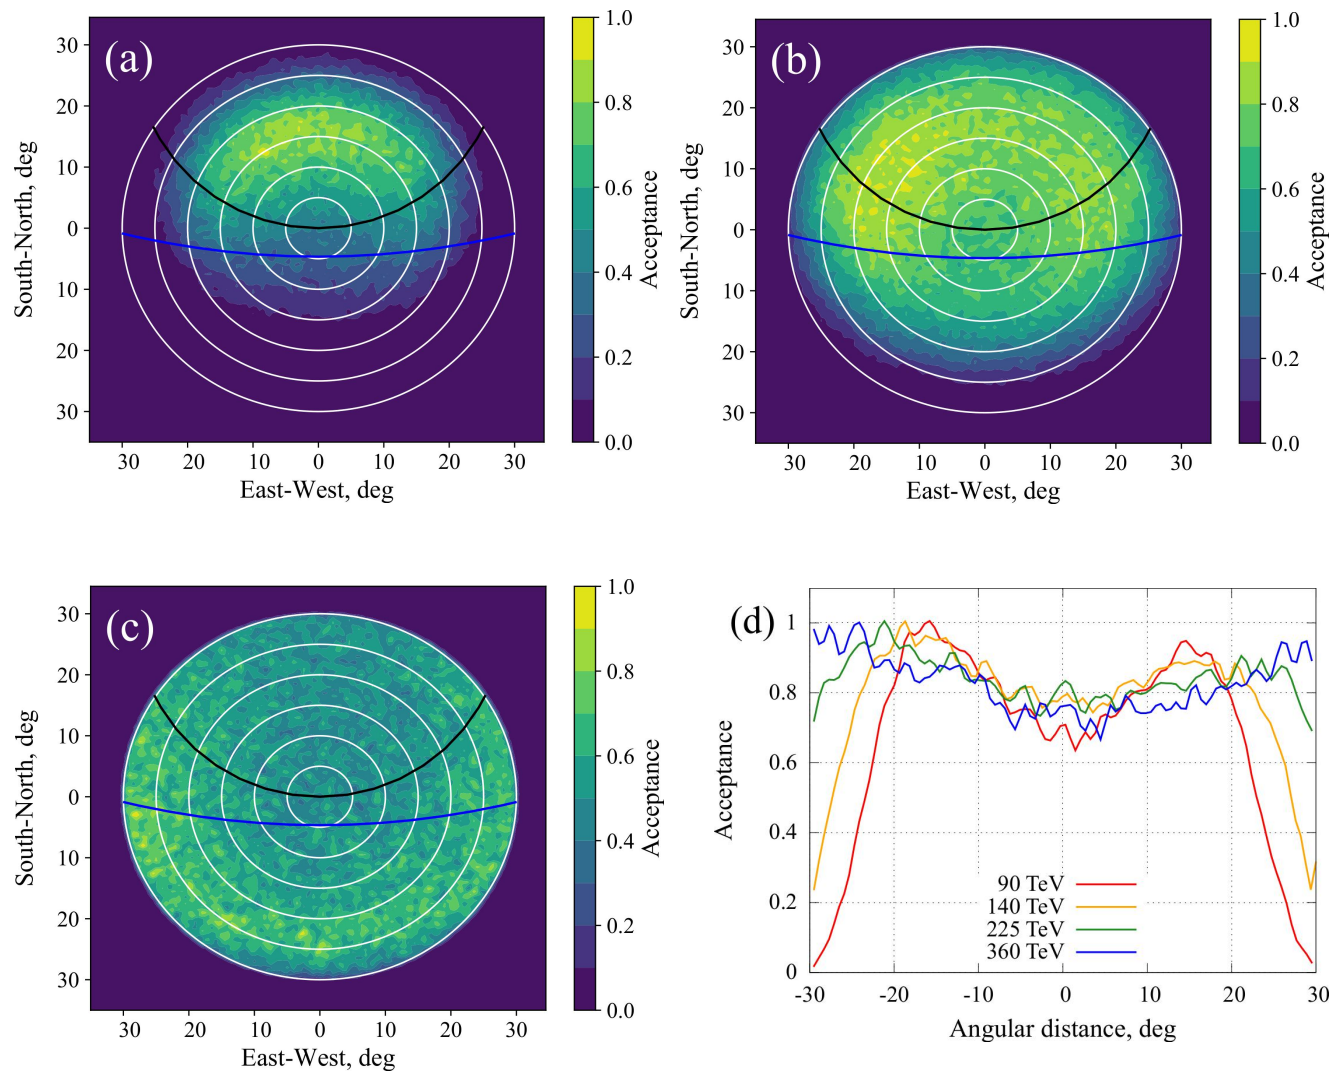 (a)
30
20
10
0
10
20
30
South-North, deg
30 20 10 0 10 20 30
East-West, deg
1.0
0.8
0.6
0.4
0.2
0.0
Acceptance
(b)
30
20
10
0
10
20
30
South-North, deg
30 20 10 0 10 20 30
East-West, deg
1.0
0.8
0.6
0.4
0.2
0.0
Acceptance
(c)
30
20
10
0
10
20
30
South-North, deg
30 20 10 0 10 20 30
East-West, deg
1.0
0.8
0.6
0.4
0.2
0.0
Acceptance
(d)
1
0.8
0.6
0.4
0.2
0
Acceptance
90 TeV
140 TeV
225 TeV
360 TeV
-30 -20 -10 0 10 20 30
Angular distance, deg